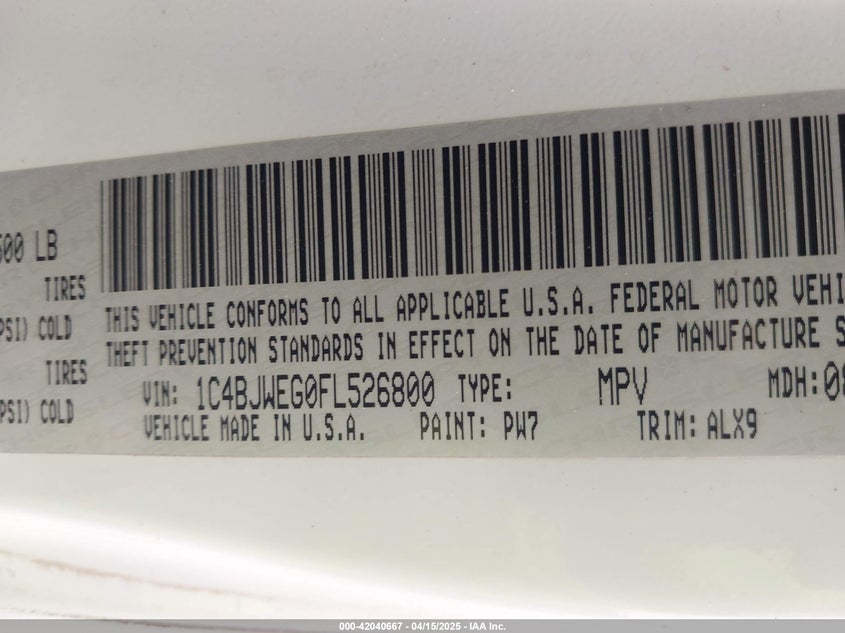 600 LB
TIRES
PSI) COLD
TIRES
PSI) COLD
THIS VEHICLE CONFORMS TO ALL APPLICABLE U.S.A. FEDERAL MOTOR VEHI
THEFT PREVENTION STANDARDS IN EFFECT ON THE DATE OF MANUFACTURE S
VIN: 1C4BJWEG0FL526800 TYPE: MPV MDH:08
VEHICLE MADE IN U.S.A. PAINT: PW7 TRIM: ALX9
000-42040667 - 04/15/2025 - IAA Inc.